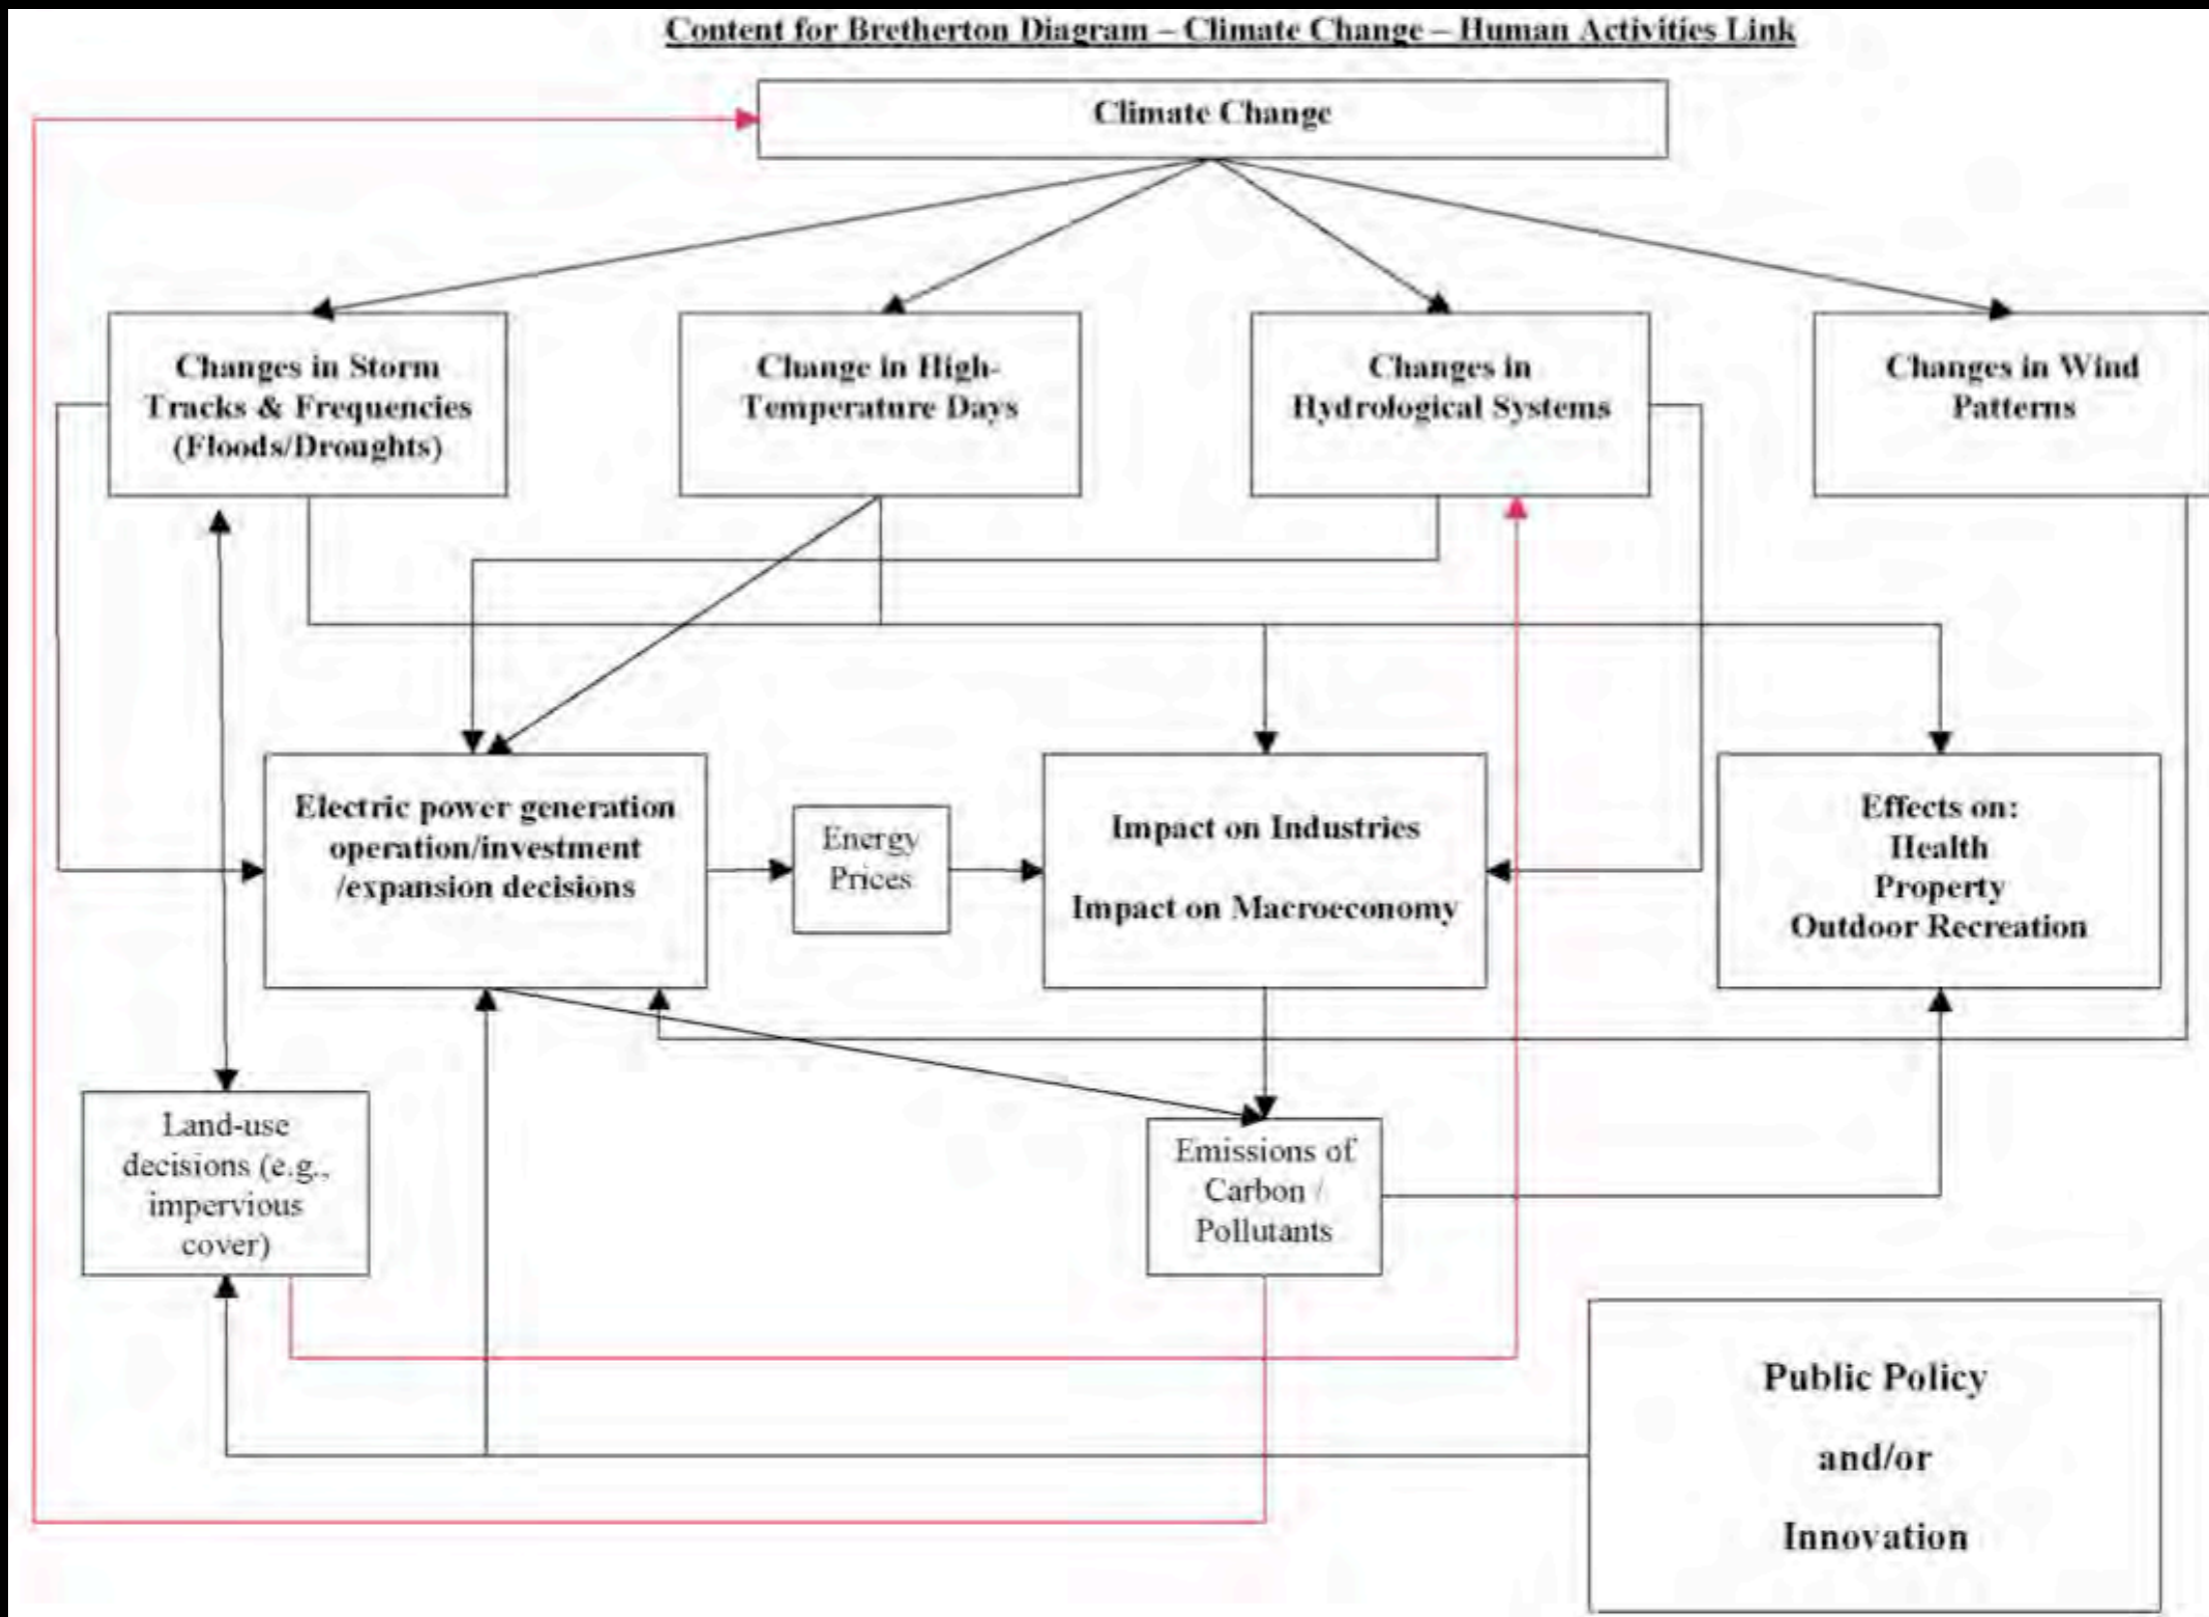 Content for Bretherton Diagram – Climate Change – Human Activities Link
Climate Change
Changes in Storm
Tracks & Frequencies
(Floods/Droughts)
Change in High-
Temperature Days
Changes in
Hydrological Systems
Changes in Wind
Patterns
Electric power generation
operation/investment
/expansion decisions
Energy
Prices
Impact on Industries
Impact on Macroeconomy
Effects on:
Health
Property
Outdoor Recreation
Land-use
decisions (e.g.,
impervious
cover)
Emissions of
Carbon /
Pollutants
Public Policy
and/or
Innovation